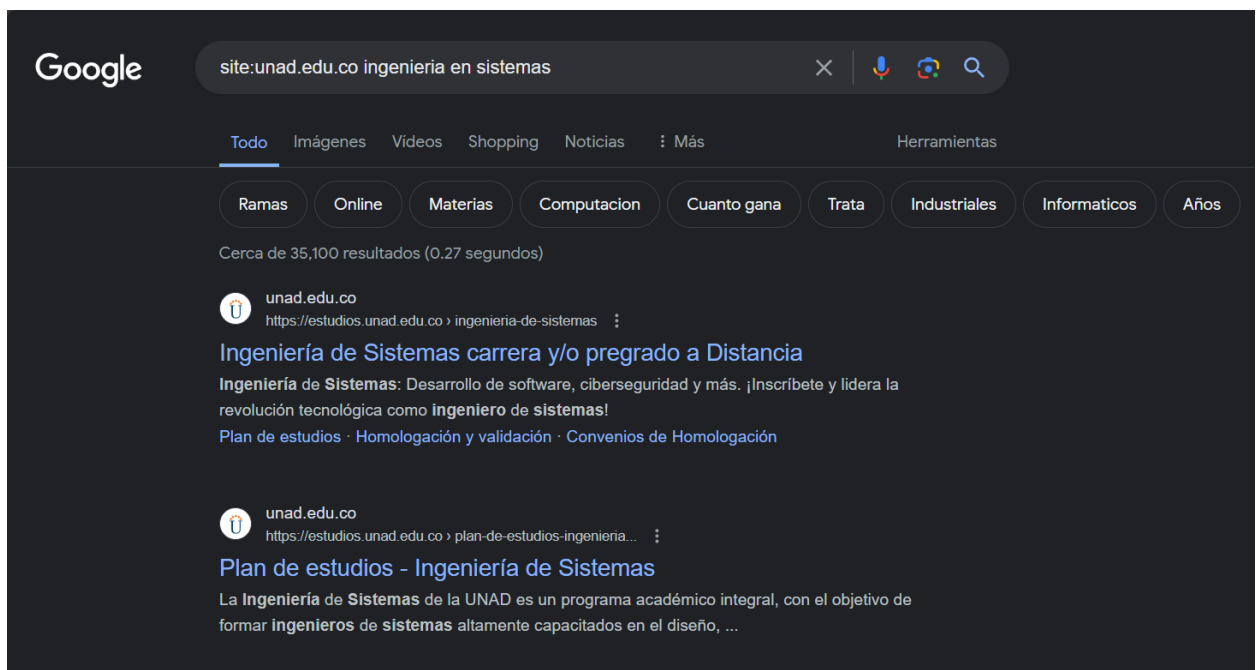 Google
site:unad.edu.co ingenieria en sistemas
Todo Imágenes Vídeos Shopping Noticias Más Herramientas
Ramas Online Materias Computacion Cuanto gana Trata Industriales Informaticos Años
Cerca de 35,100 resultados (0.27 segundos)
unad.edu.co
https://estudios.unad.edu.co › ingenieria-de-sistemas
Ingeniería de Sistemas carrera y/o pregrado a Distancia
Ingeniería de Sistemas: Desarrollo de software, ciberseguridad y más. ¡Inscríbete y lidera la
revolución tecnológica como ingeniero de sistemas!
Plan de estudios · Homologación y validación · Convenios de Homologación
unad.edu.co
https://estudios.unad.edu.co › plan-de-estudios-ingenieria...
Plan de estudios - Ingeniería de Sistemas
La Ingeniería de Sistemas de la UNAD es un programa académico integral, con el objetivo de
formar ingenieros de sistemas altamente capacitados en el diseño, ...